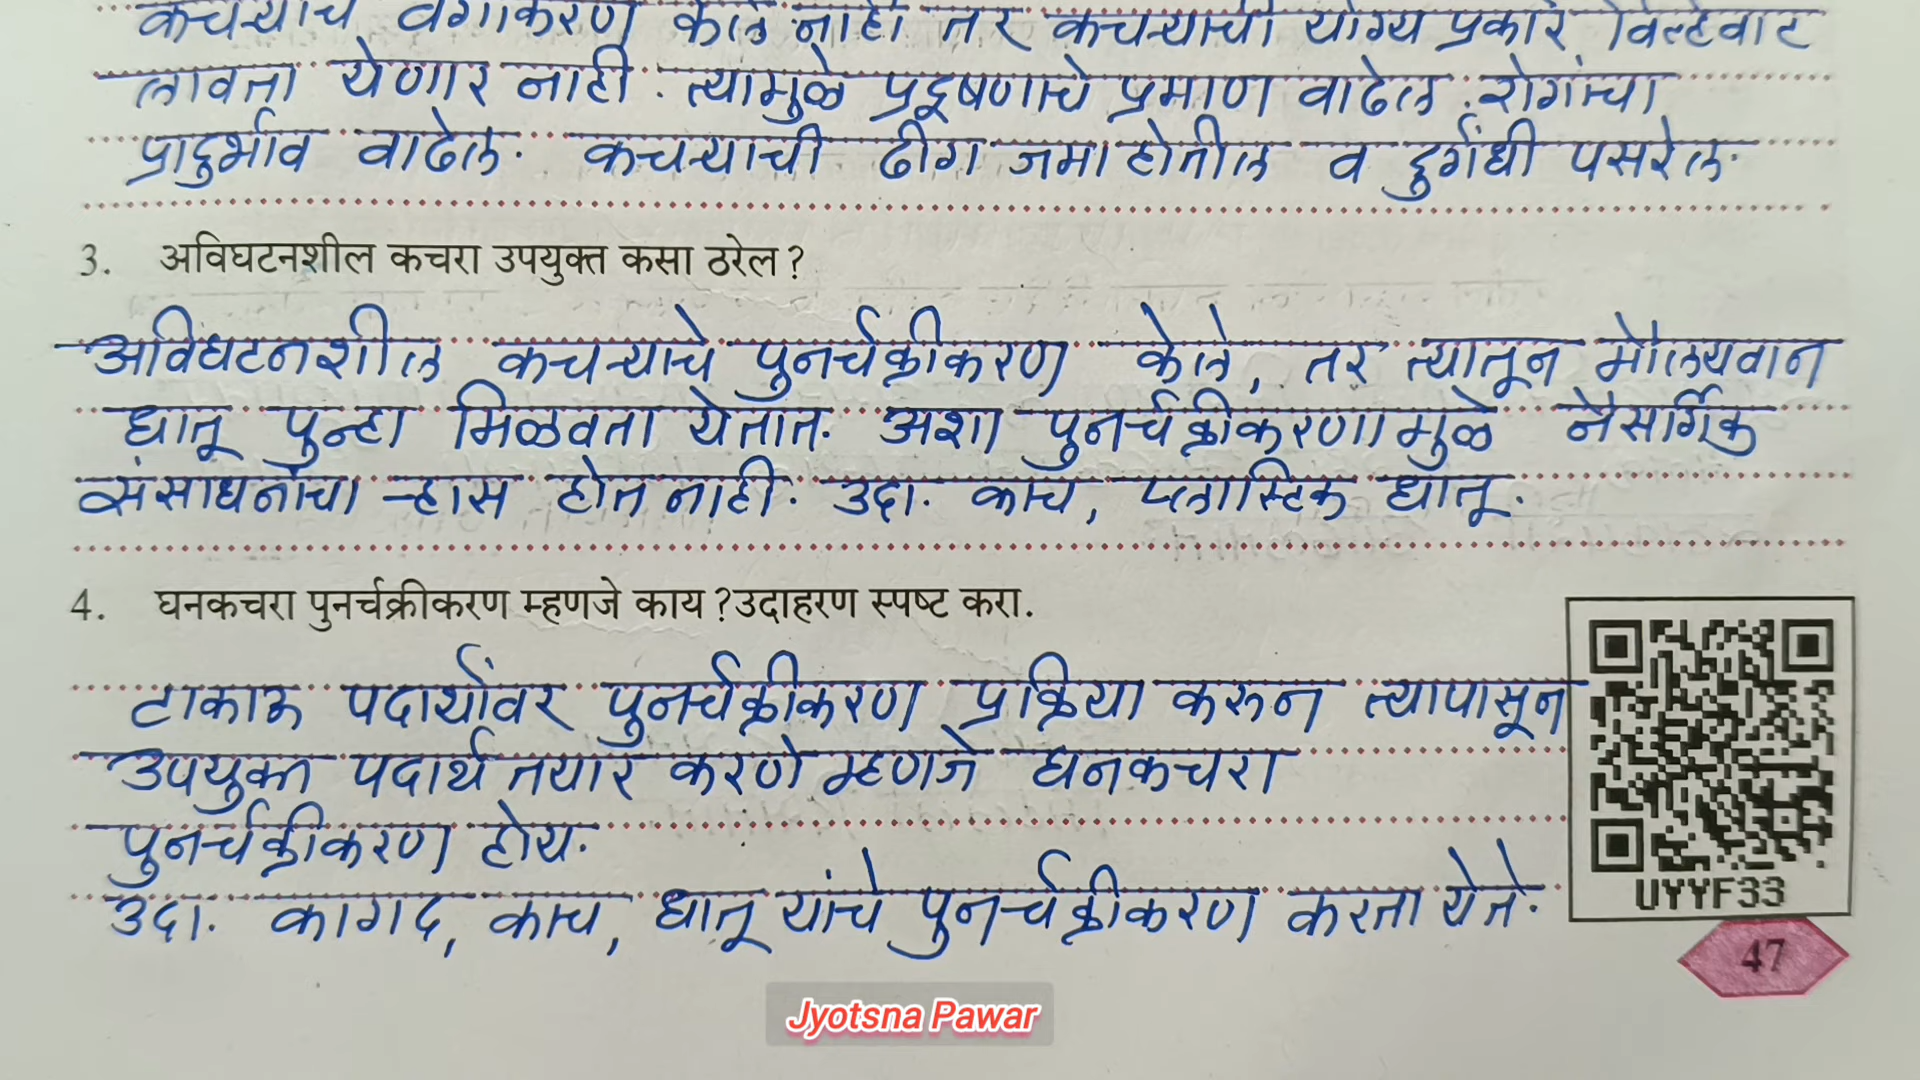 कचऱ्याचे वर्गीकरण केले नाही तर कचऱ्याची योग्य प्रकारे विल्हेवाट
लावता येणार नाही. त्यामुळे प्रदूषणाचे प्रमाण वाढेल. रोगांचा
प्रादुर्भाव वाढेल. कचऱ्याची ढीग जमा होतील व दुर्गंधी पसरेल.
3. अविघटनशील कचरा उपयुक्त कसा ठरेल ?
अविघटनशील कचऱ्याचे पुनर्चक्रीकरण केले, तर त्यातून मौल्यवान
धातू पुन्हा मिळवता येतात. अशा पुनर्चक्रीकरणामुळे नैसर्गिक
संसाधनांचा ऱ्हास होत नाही. उदा. काच, प्लास्टिक धातू.
4. घनकचरा पुनर्चक्रीकरण म्हणजे काय ? उदाहरण स्पष्ट करा.
टाकाऊ पदार्थांवर पुनर्चक्रीकरण प्रक्रिया करून त्यापासून
उपयुक्त पदार्थ तयार करणे म्हणजे घनकचरा
पुनर्चक्रीकरण होय.
उदा. कागद, काच, धातू यांचे पुनर्चक्रीकरण करता येते.
UYYF33
47
Jyotsna Pawar